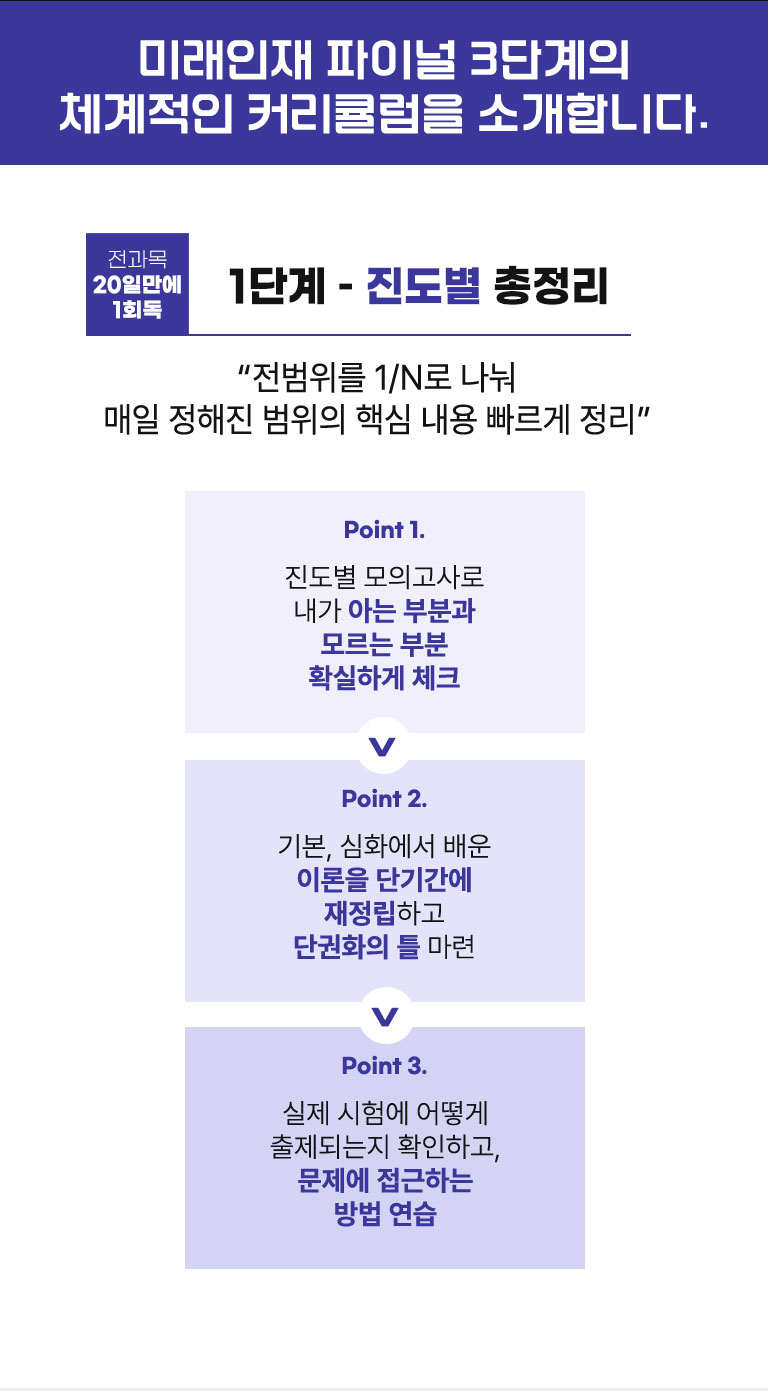 미래인재 파이널 3단계의
체계적인 커리큘럼을 소개합니다.
전과목
20일만에
1회독
1단계 - 진도별 총정리
“전범위를 1/N로 나눠
매일 정해진 범위의 핵심 내용 빠르게 정리”
Point 1.
진도별 모의고사로
내가 아는 부분과
모르는 부분
확실하게 체크
Point 2.
기본, 심화에서 배운
이론을 단기간에
재정립하고
단권화의 틀 마련
Point 3.
실제 시험에 어떻게
출제되는지 확인하고,
문제에 접근하는
방법 연습